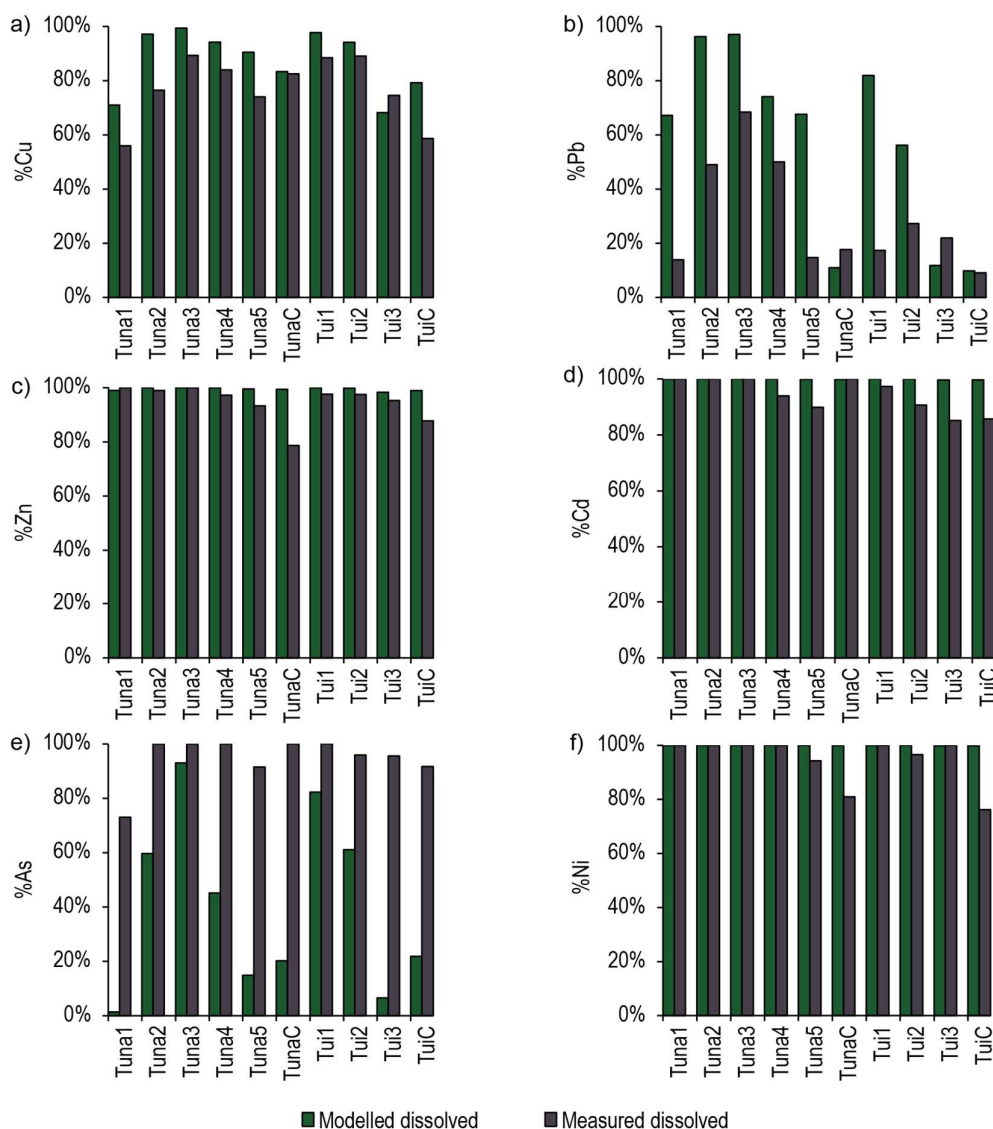 a)
%Cu
100%
80%
60%
40%
20%
0%
Tuna1 Tuna2 Tuna3 Tuna4 Tuna5 TunaC Tui1 Tui2 Tui3 TuiC
b)
%Pb
100%
80%
60%
40%
20%
0%
Tuna1 Tuna2 Tuna3 Tuna4 Tuna5 TunaC Tui1 Tui2 Tui3 TuiC
c)
%Zn
100%
80%
60%
40%
20%
0%
Tuna1 Tuna2 Tuna3 Tuna4 Tuna5 TunaC Tui1 Tui2 Tui3 TuiC
d)
%Cd
100%
80%
60%
40%
20%
0%
Tuna1 Tuna2 Tuna3 Tuna4 Tuna5 TunaC Tui1 Tui2 Tui3 TuiC
e)
%As
100%
80%
60%
40%
20%
0%
Tuna1 Tuna2 Tuna3 Tuna4 Tuna5 TunaC Tui1 Tui2 Tui3 TuiC
f)
%Ni
100%
80%
60%
40%
20%
0%
Tuna1 Tuna2 Tuna3 Tuna4 Tuna5 TunaC Tui1 Tui2 Tui3 TuiC
Modelled dissolved Measured dissolved